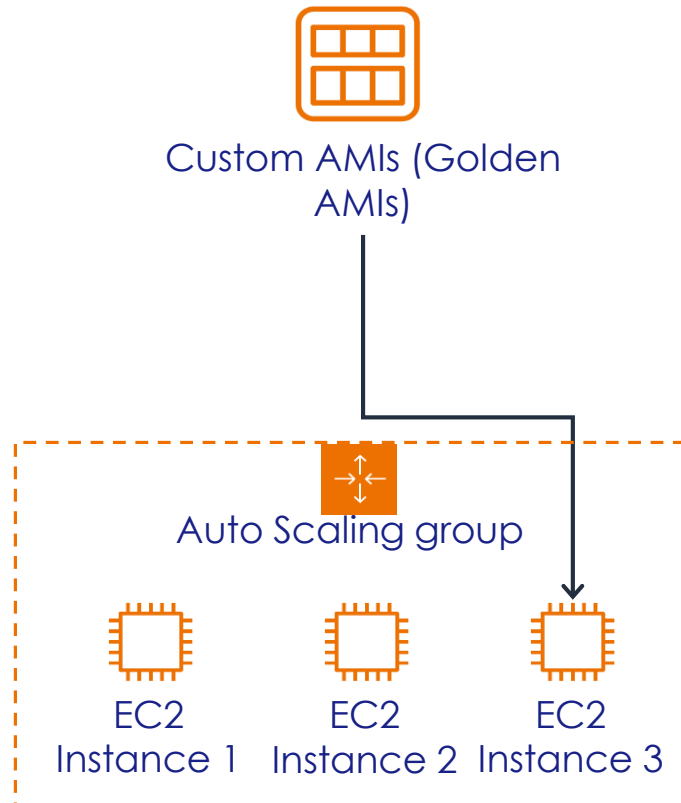 Custom AMIs (Golden
AMIs)
Auto Scaling group
EC2
Instance 1
EC2
Instance 2
EC2
Instance 3